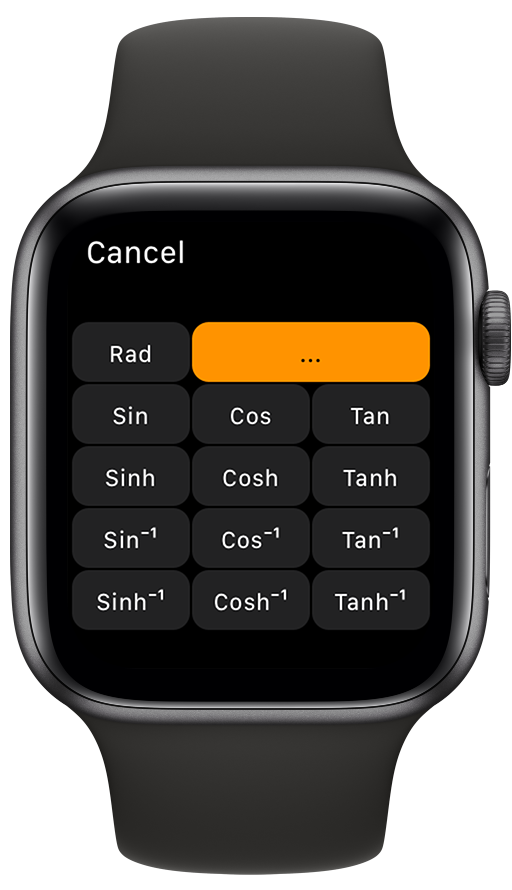 Cancel
Rad ...
Sin Cos Tan
Sinh Cosh Tanh
Sin⁻¹ Cos⁻¹ Tan⁻¹
Sinh⁻¹ Cosh⁻¹ Tanh⁻¹